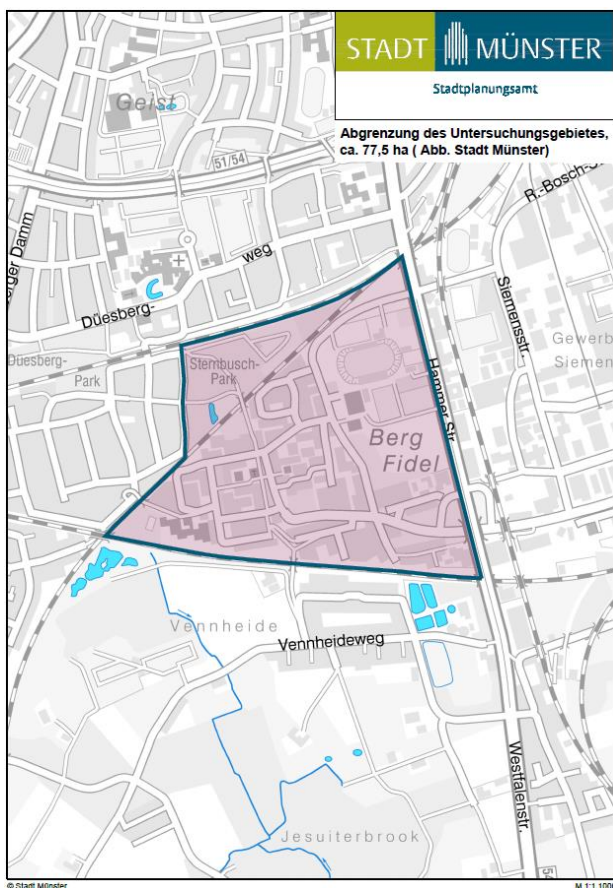 STADT MÜNSTER
Stadtplanungsamt
Abgrenzung des Untersuchungsgebietes,
ca. 77,5 ha ( Abb. Stadt Münster)
Geist
51/54
R.-Bosch-S
weg
Düesberg-
Siemensstr.
Düesberg-
Park
Sternbusch-
Park
Hammer Str.
Gewerb
Siemen
Berg
Fidel
Vennheide
Vennheideweg
Westfalenstr.
Jesuiterbrook
54
© Stadt Münster